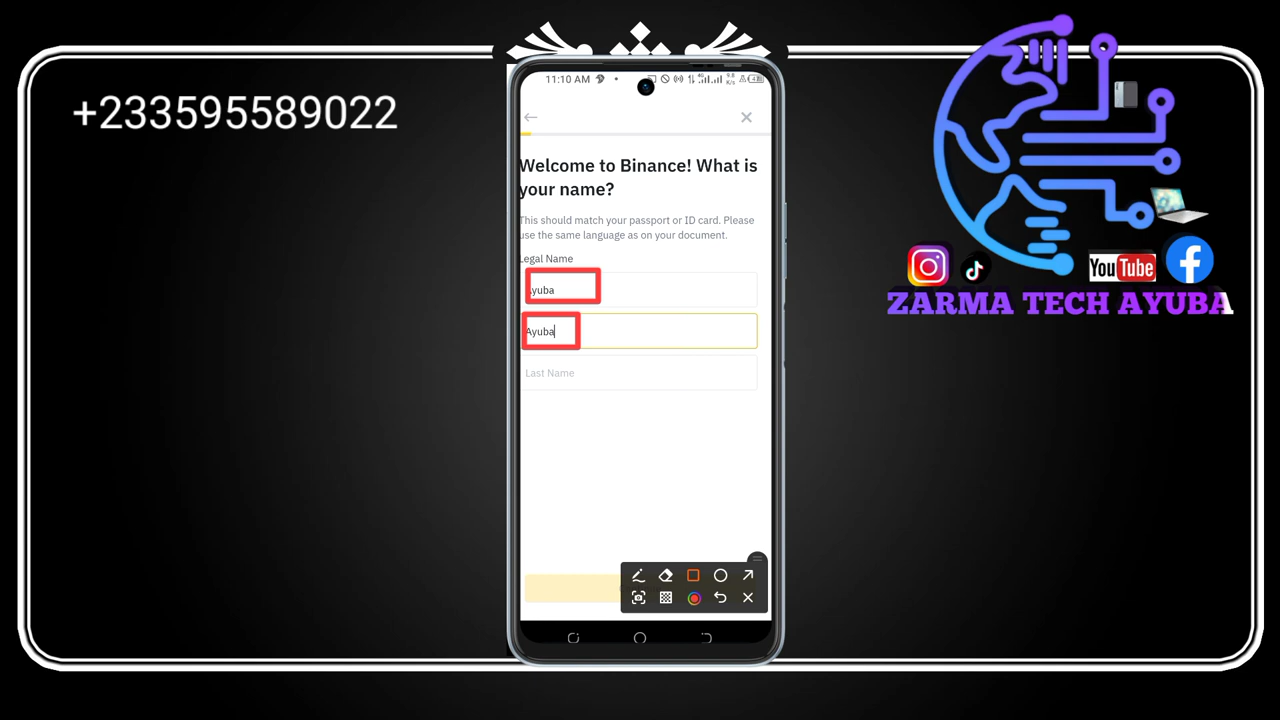 +233595589022
11:10 AM
Welcome to Binance! What is
your name?
This should match your passport or ID card. Please
use the same language as on your document.
Legal Name
Ayuba
Ayuba
Last Name
YouTube
ZARMA TECH AYUBA